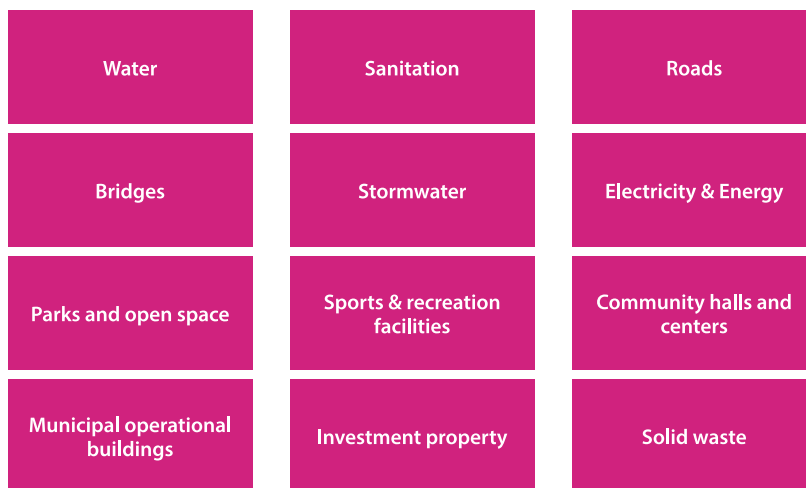 Water
Sanitation
Roads
Bridges
Stormwater
Electricity & Energy
Parks and open space
Sports & recreation
facilities
Community halls and
centers
Municipal operational
buildings
Investment property
Solid waste